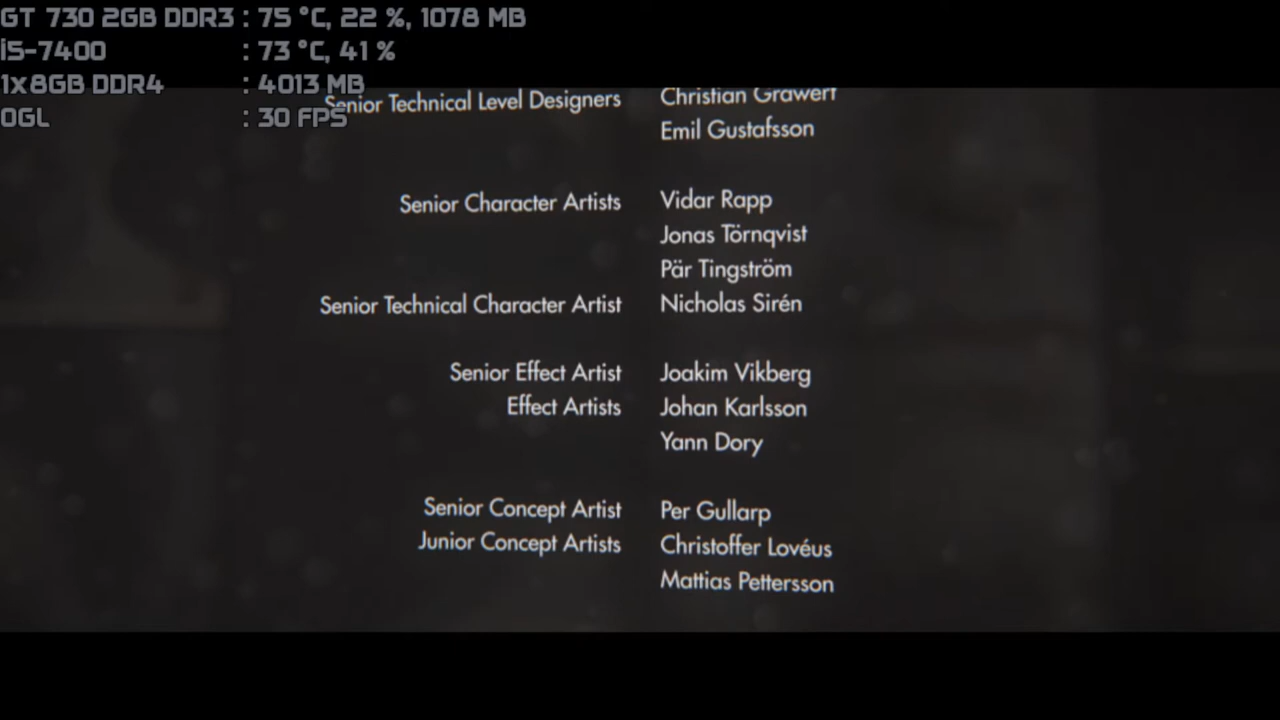 GT 730 2GB DDR3 : 75 °C, 22 %, 1078 MB
i5-7400 : 73 °C, 41 %
1x8GB DDR4 : 4013 MB
OGL : 30 FPS
Senior Technical Level Designers Christian Grawert
Emil Gustafsson
Senior Character Artists Vidar Rapp
Jonas Törnqvist
Pär Tingström
Senior Technical Character Artist Nicholas Sirén
Senior Effect Artist Joakim Vikberg
Effect Artists Johan Karlsson
Yann Dory
Senior Concept Artist Per Gullarp
Junior Concept Artists Christoffer Lovéus
Mattias Pettersson